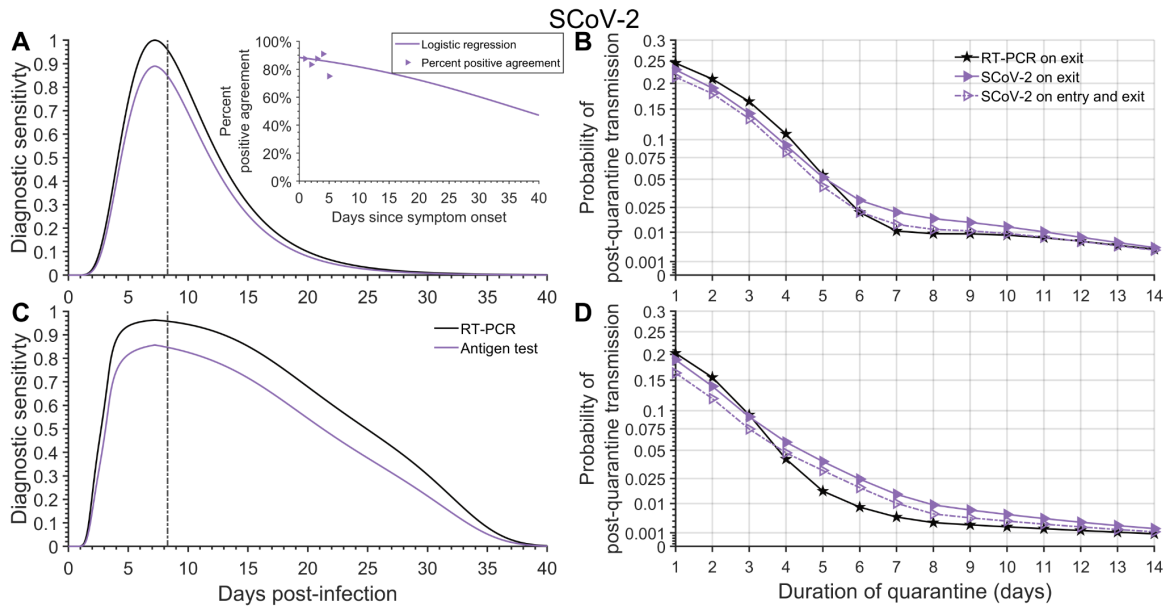 SCoV-2
A
Diagnostic sensitivty
1
0.9
0.8
0.7
0.6
0.5
0.4
0.3
0.2
0.1
0
0 5 10 15 20 25 30 35 40
Percent
positive agreement
100%
80%
60%
40%
20%
0%
0 5 10 15 20 25 30 35 40
Days since symptom onset
Logistic regression
Percent positive agreement
B
Probability of
post-quarantine transmission
0.3
0.25
0.2
0.15
0.1
0.075
0.05
0.025
0.01
0.001
0
1 2 3 4 5 6 7 8 9 10 11 12 13 14
RT-PCR on exit
SCoV-2 on exit
SCoV-2 on entry and exit
C
Diagnostic sensitivty
1
0.9
0.8
0.7
0.6
0.5
0.4
0.3
0.2
0.1
0
0 5 10 15 20 25 30 35 40
Days post-infection
RT-PCR
Antigen test
D
Probability of
post-quarantine transmission
0.3
0.25
0.2
0.15
0.1
0.075
0.05
0.025
0.01
0.001
0
1 2 3 4 5 6 7 8 9 10 11 12 13 14
Duration of quarantine (days)